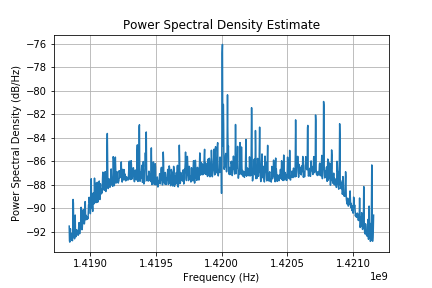 Power Spectral Density Estimate
−76
−78
−80
−82
−84
−86
−88
−90
−92
Power Spectral Density (dB/Hz)
1.4190 1.4195 1.4200 1.4205 1.4210
Frequency (Hz)
1e9